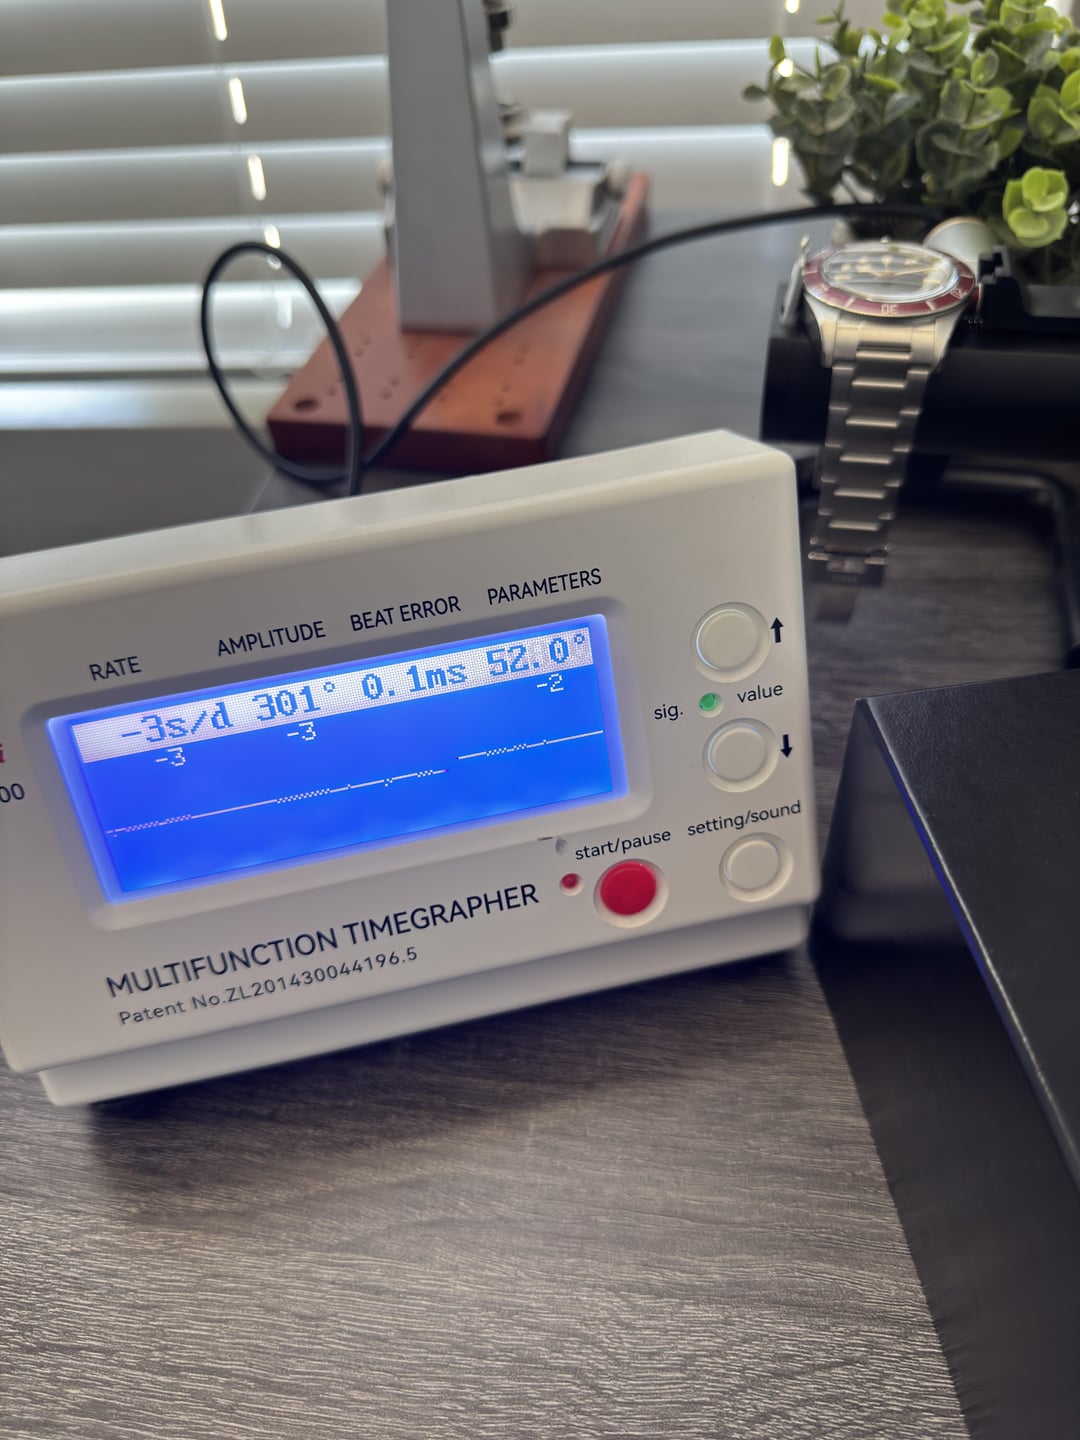 RATE AMPLITUDE BEAT ERROR PARAMETERS
-3s/d 301° 0.1ms 52.0°
-3 -3 -2
sig. value
00
start/pause setting/sound
MULTIFUNCTION TIMEGRAPHER
Patent No.ZL201430044196.5